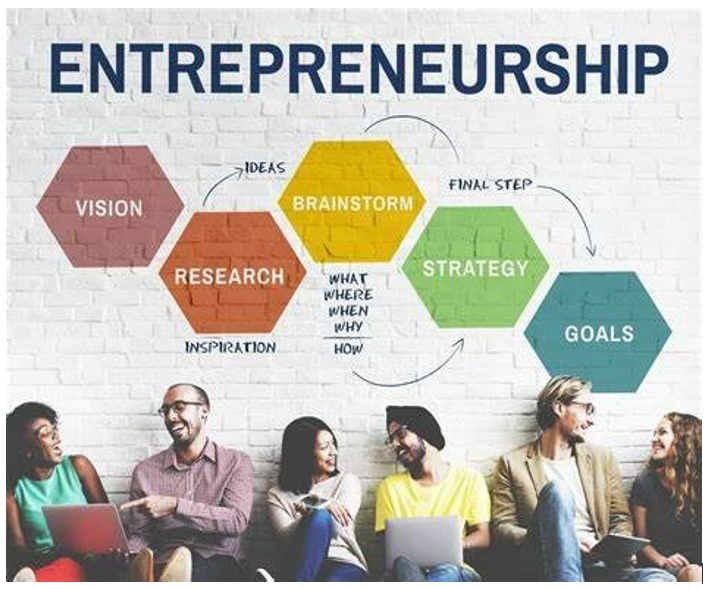 ENTREPRENEURSHIP
VISION
RESEARCH
INSPIRATION
IDEAS
BRAINSTORM
WHAT
WHERE
WHEN
WHY
HOW
STRATEGY
FINAL STEP
GOALS